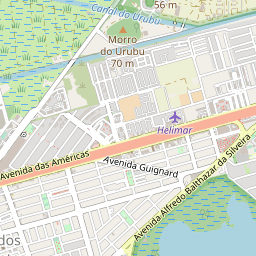 Canal do Urubu
56 m
Morro
do Urubu
70 m
Helimar
Avenida das Américas
Avenida Guignard
Avenida Alfredo Balthazar da Silveira
dos